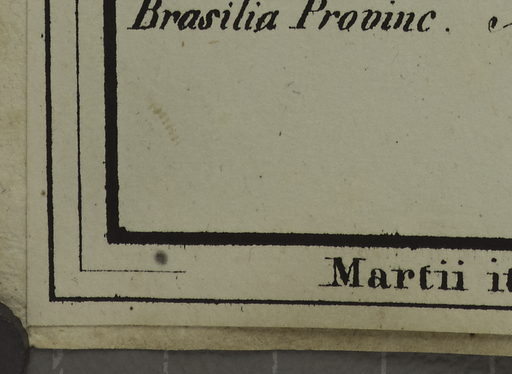 Brasilia Provinc.
Martii it